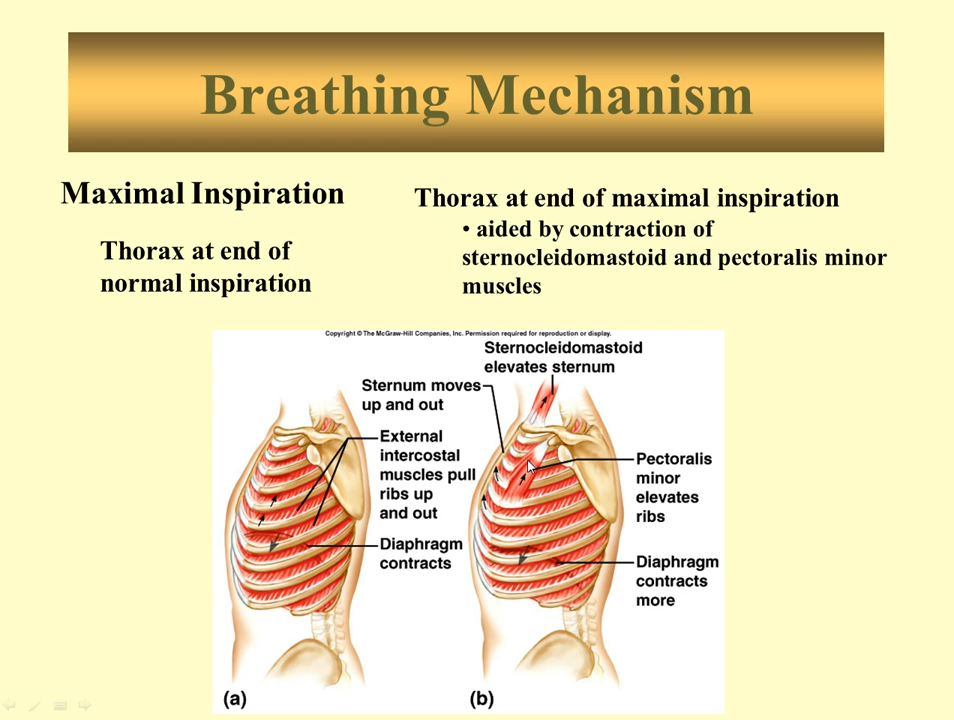 Breathing Mechanism
Maximal Inspiration
Thorax at end of
normal inspiration
Thorax at end of maximal inspiration
• aided by contraction of
sternocleidomastoid and pectoralis minor
muscles
Copyright © The McGraw-Hill Companies, Inc. Permission required for reproduction or display.
Sternocleidomastoid
elevates sternum
Sternum moves
up and out
External
intercostal
muscles pull
ribs up
and out
Diaphragm
contracts
Pectoralis
minor
elevates
ribs
Diaphragm
contracts
more
(a)
(b)